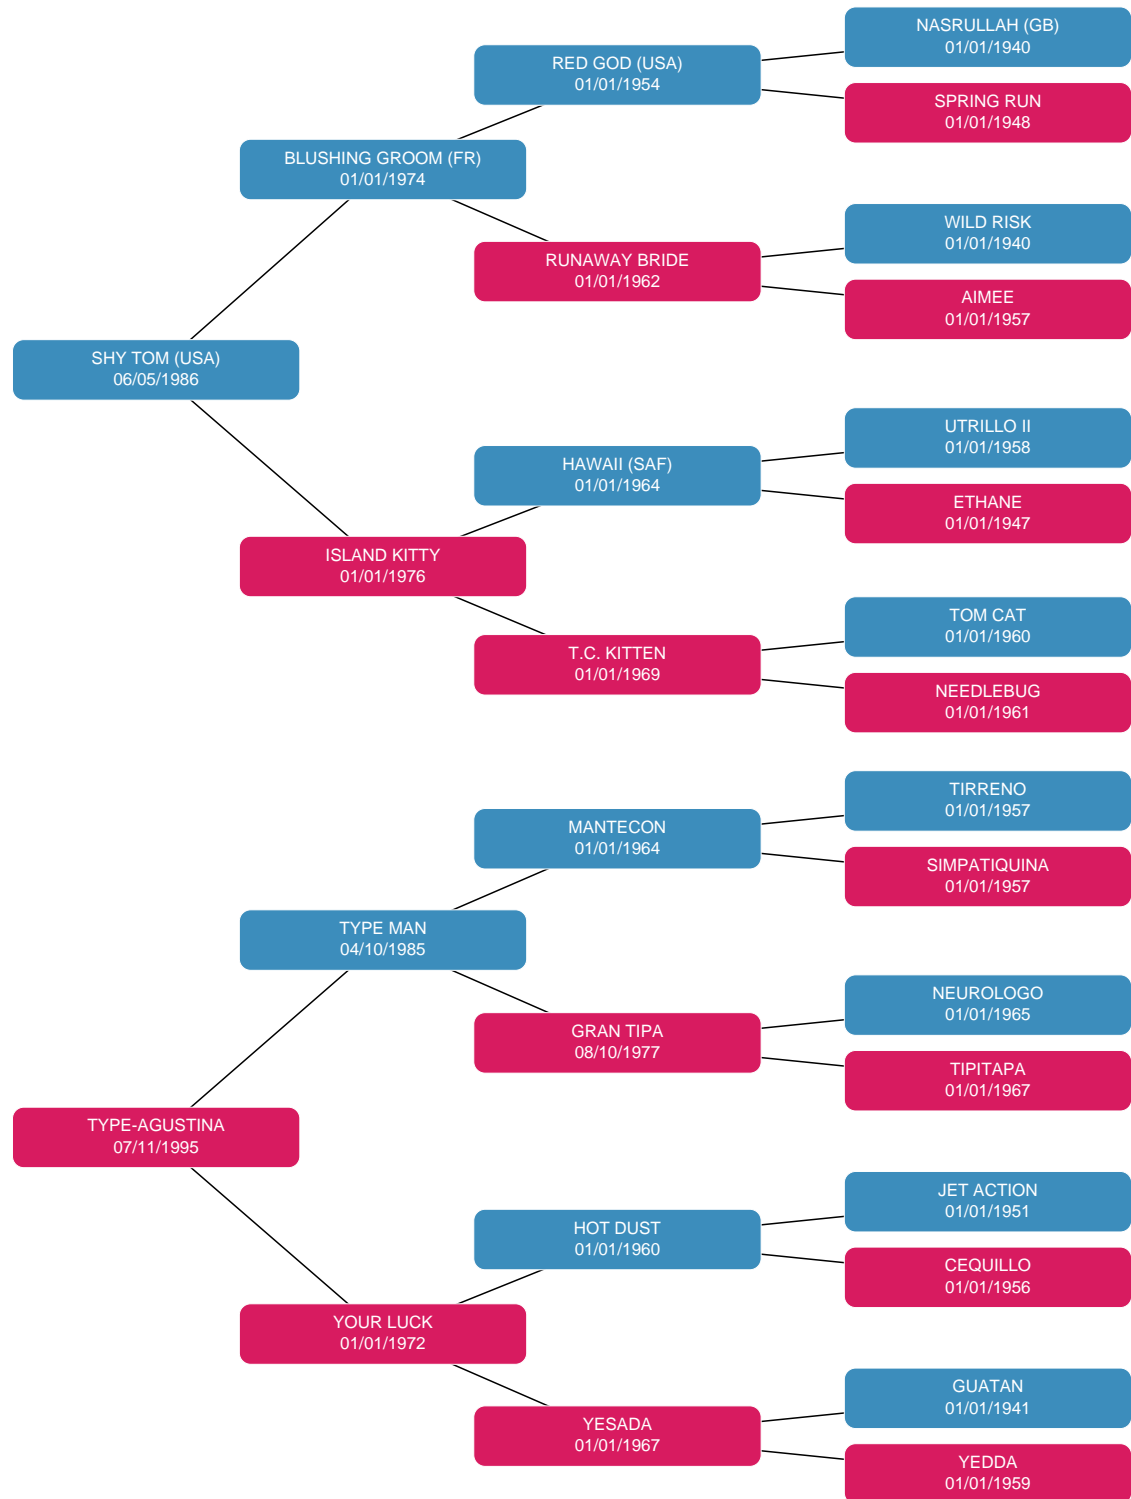 NASRULLAH (GB)
01/01/1940
RED GOD (USA)
01/01/1954
SPRING RUN
01/01/1948
BLUSHING GROOM (FR)
01/01/1974
WILD RISK
01/01/1940
RUNAWAY BRIDE
01/01/1962
AIMEE
01/01/1957
SHY TOM (USA)
06/05/1986
UTRILLO II
01/01/1958
HAWAII (SAF)
01/01/1964
ETHANE
01/01/1947
ISLAND KITTY
01/01/1976
TOM CAT
01/01/1960
T.C. KITTEN
01/01/1969
NEEDLEBUG
01/01/1961
TIRRENO
01/01/1957
MANTECON
01/01/1964
SIMPATIQUINA
01/01/1957
TYPE MAN
04/10/1985
NEUROLOGO
01/01/1965
GRAN TIPA
08/10/1977
TIPITAPA
01/01/1967
TYPE-AGUSTINA
07/11/1995
JET ACTION
01/01/1951
HOT DUST
01/01/1960
CEQUILLO
01/01/1956
YOUR LUCK
01/01/1972
GUATAN
01/01/1941
YESADA
01/01/1967
YEDDA
01/01/1959